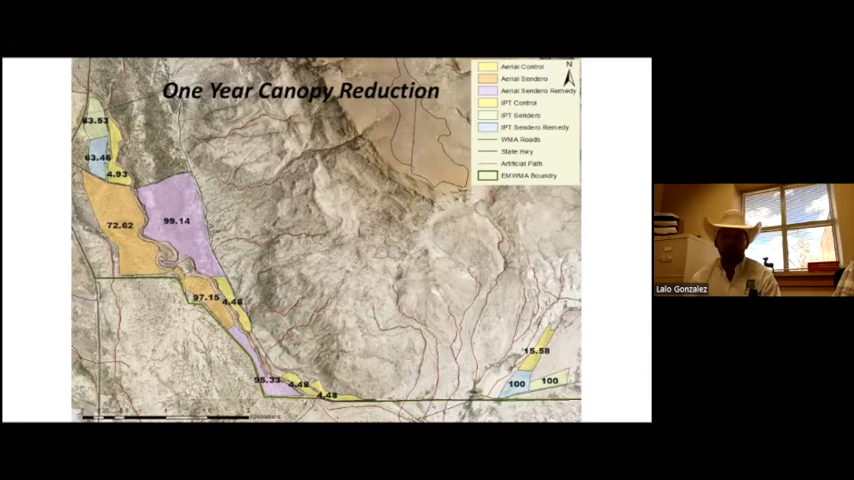 One Year Canopy Reduction
Aerial Control
Aerial Sendero
Aerial Sendero Remedy
IPT Control
IPT Sendero
IPT Sendero Remedy
WMA Roads
State Hwy
Artificial Path
EMWMA Boundry
N
63.53
63.46
4.93
72.62
99.14
97.15
4.48
95.33
4.48
4.48
15.58
100
100
Lalo Gonzalez